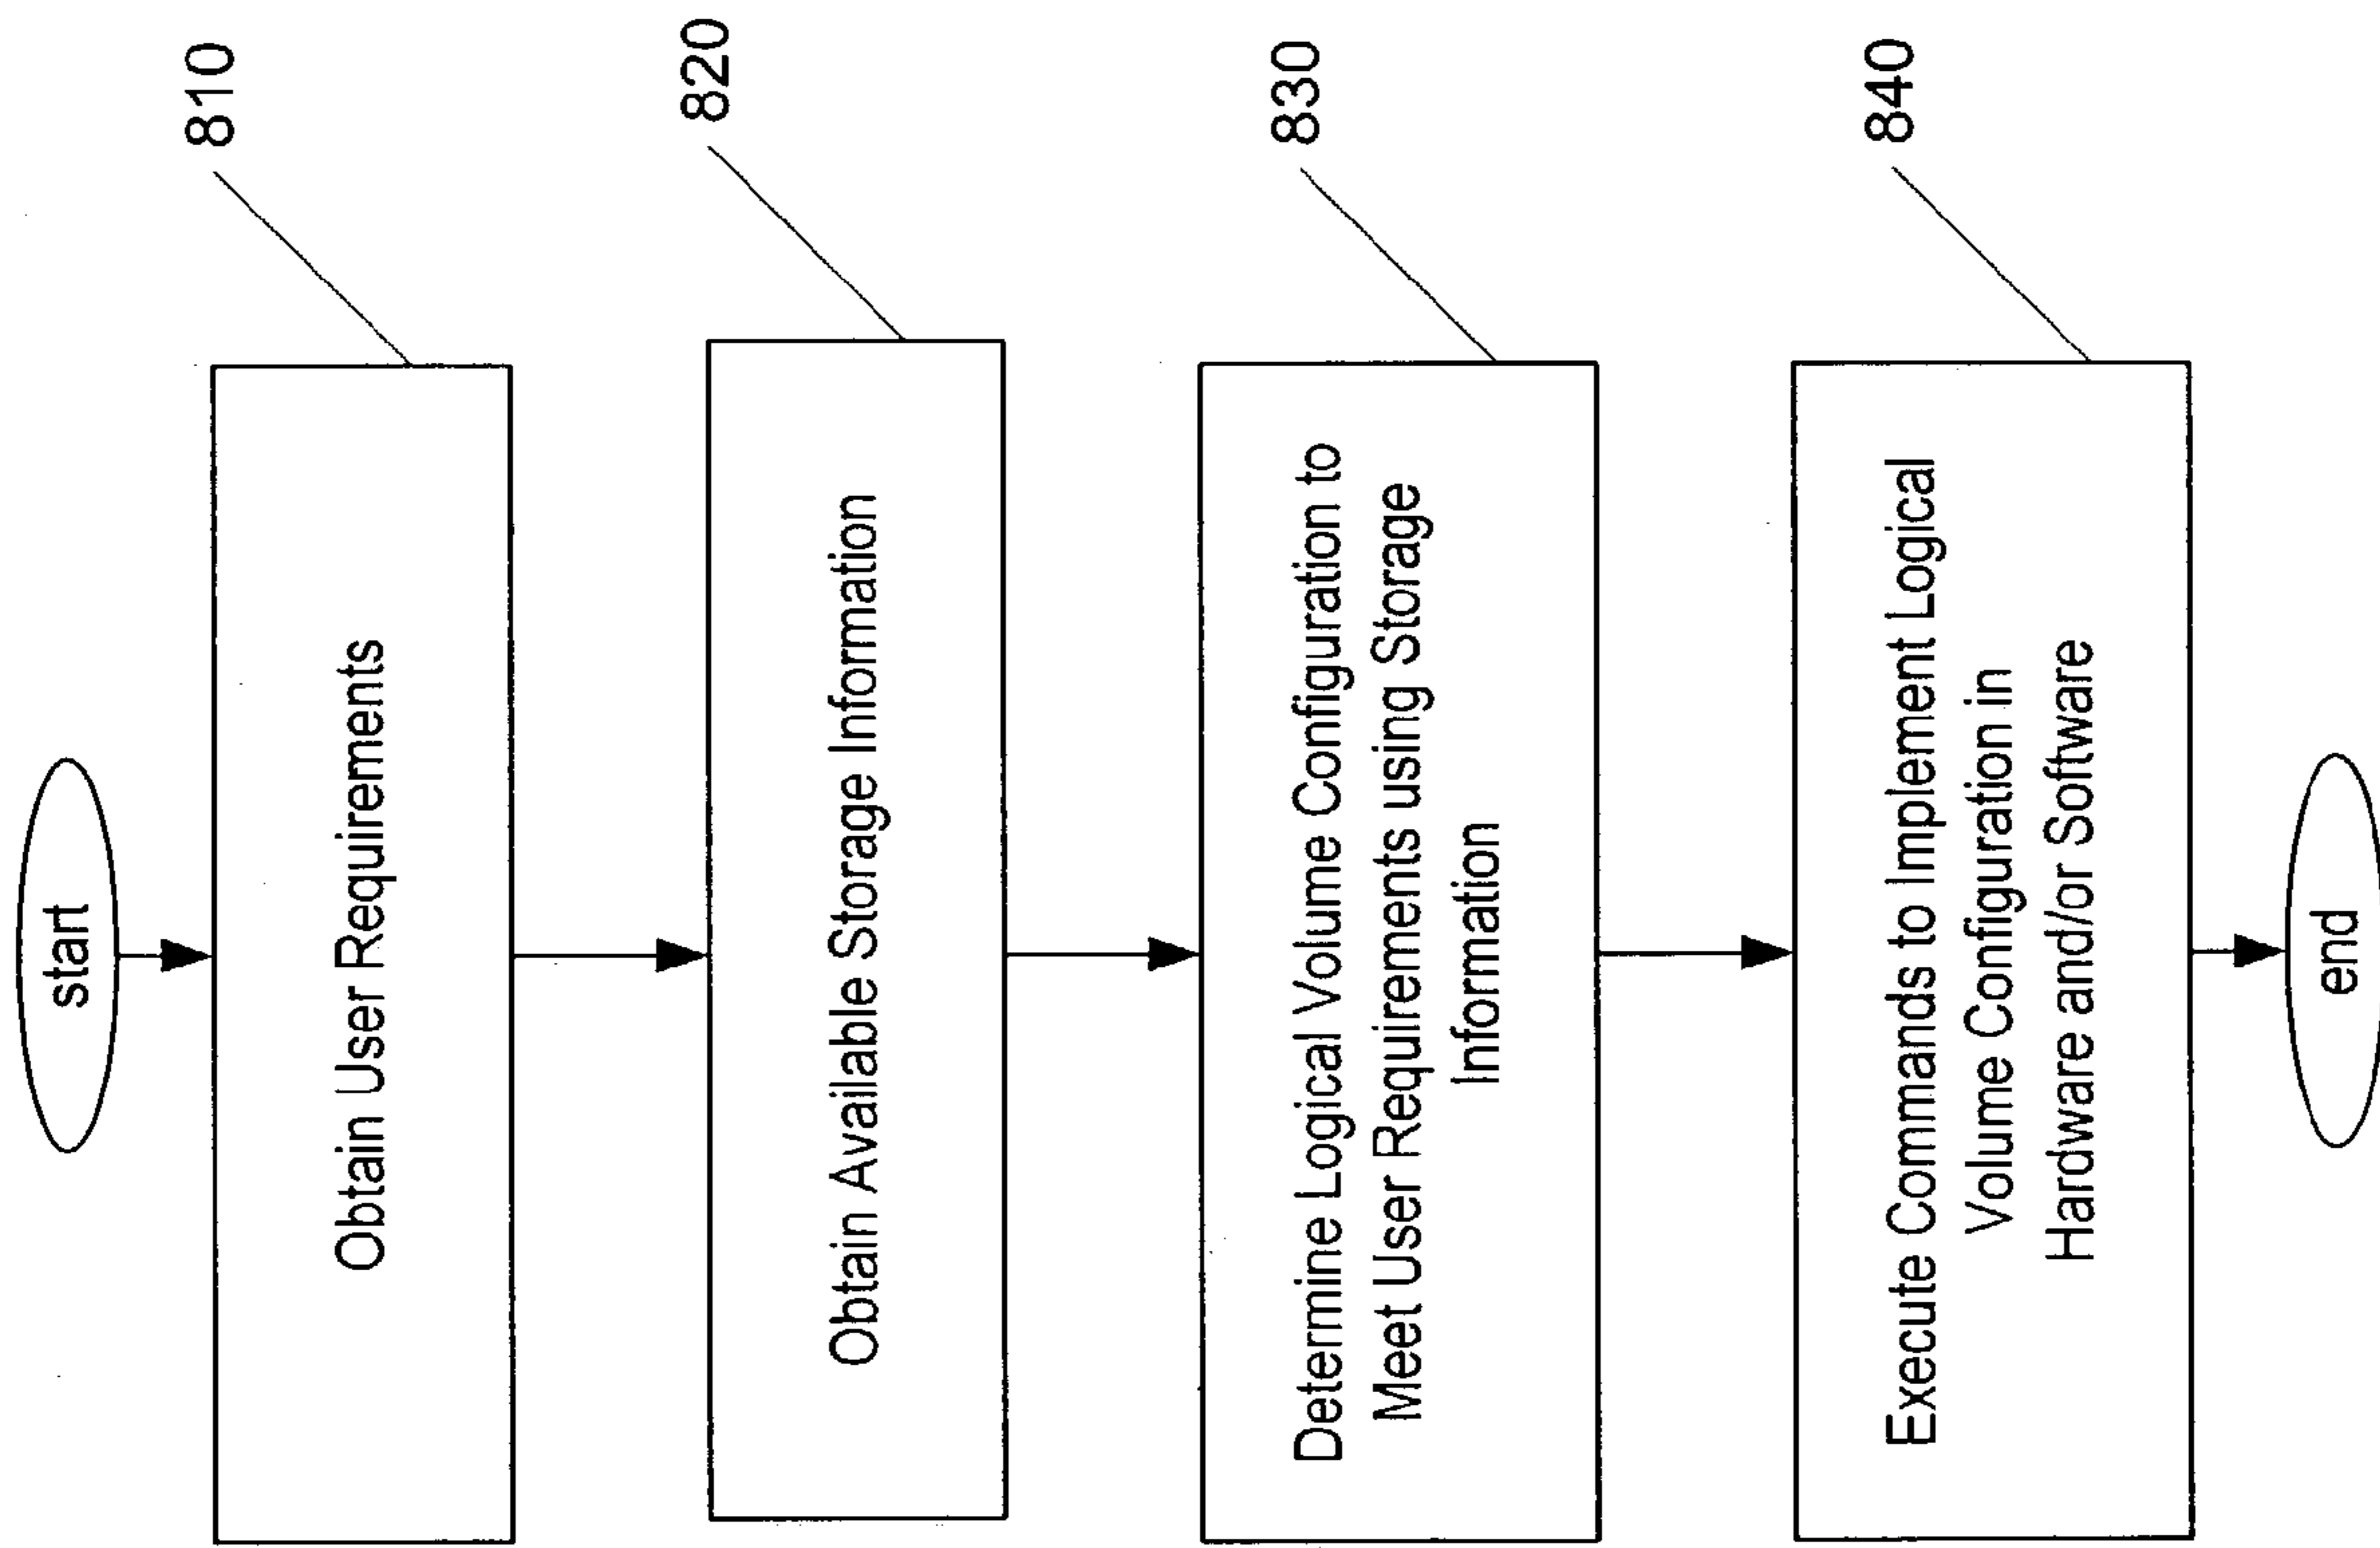 start
810
Obtain User Requirements
820
Obtain Available Storage Information
830
Determine Logical Volume Configuration to
Meet User Requirements using Storage
Information
840
Execute Commands to Implement Logical
Volume Configuration in
Hardware and/or Software
end